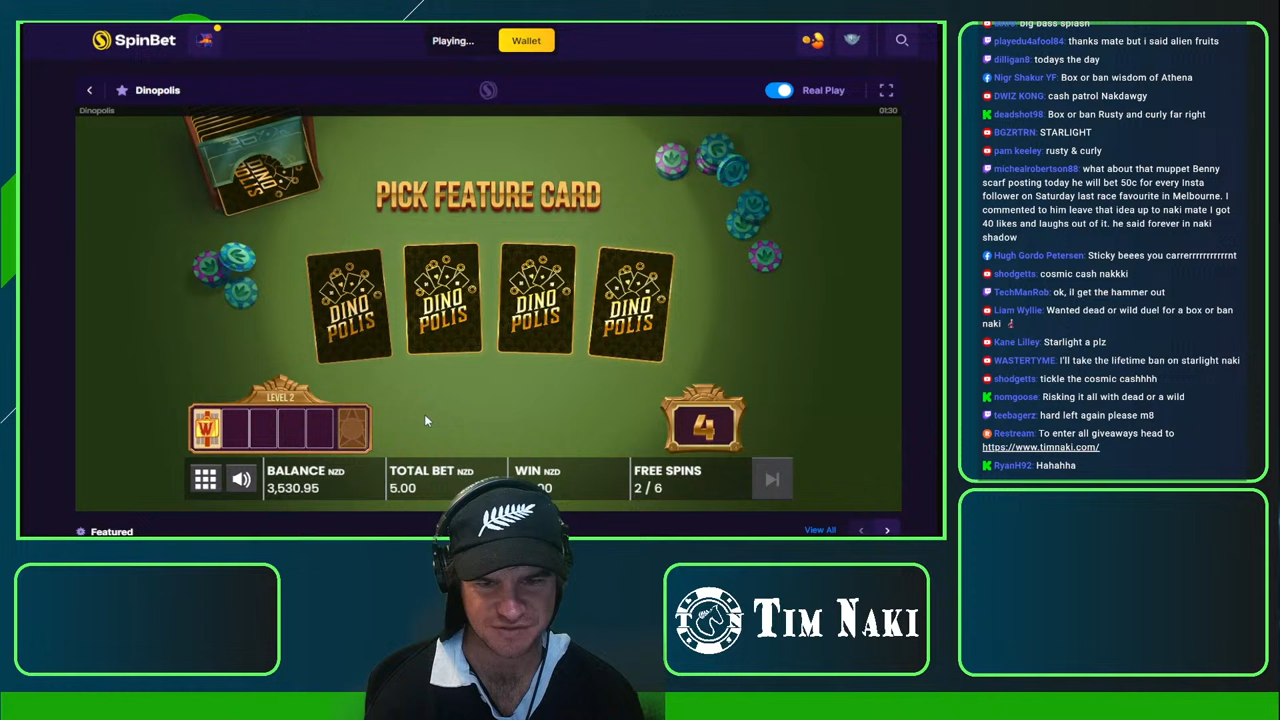 SpinBet
Playing...
Wallet
Dinopolis
Real Play
Dinopolis
01:30
DINO
POLIS
PICK FEATURE CARD
DINO
POLIS
DINO
POLIS
DINO
POLIS
DINO
POLIS
LEVEL 2
W
4
BALANCE NZD
3,530.95
TOTAL BET NZD
5.00
WIN NZD
FREE SPINS
2 / 6
Featured
View All
big bass splash
playedu4afool84: thanks mate but i said alien fruits
dilligan8: todays the day
Nigr Shakur YF: Box or ban wisdom of Athena
DWIZ KONG: cash patrol Nakdawgy
deadshot98: Box or ban Rusty and curly far right
BGZRTRN: STARLIGHT
pam keeley: rusty & curly
michealrobertson88: what about that muppet Benny
scarf posting today he will bet 50c for every Insta
follower on Saturday last race favourite in Melbourne. I
commented to him leave that idea up to naki mate I got
40 likes and laughs out of it. he said forever in naki
shadow
Hugh Gordo Petersen: Sticky beees you carrerrrrrrrrrrnt
shodgetts: cosmic cash nakkki
TechManRob: ok, il get the hammer out
Liam Wyllie: Wanted dead or wild duel for a box or ban
naki
Kane Lilley: Starlight a plz
WASTERTYME: I'll take the lifetime ban on starlight naki
shodgetts: tickle the cosmic cashhhh
nomgoose: Risking it all with dead or a wild
teebagerz: hard left again please m8
Restream: To enter all giveaways head to
https://www.timnaki.com/
RyanH92: Hahahha
TIM NAKI